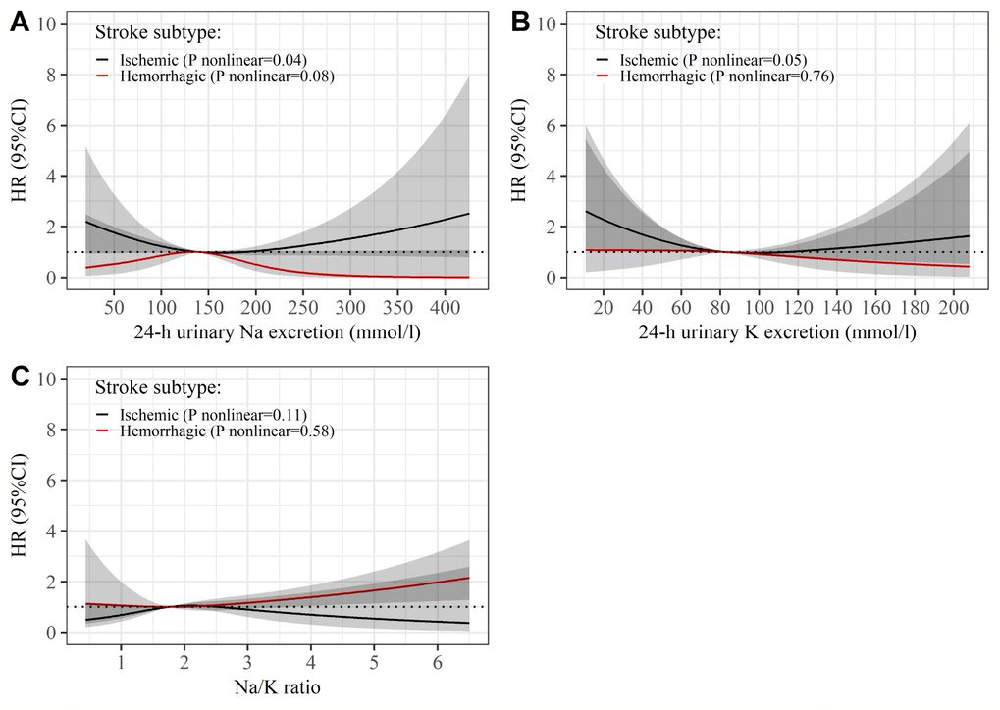 A
Stroke subtype:
Ischemic (P nonlinear=0.04)
Hemorrhagic (P nonlinear=0.08)
HR (95%CI)
10
8
6
4
2
0
50 100 150 200 250 300 350 400
24-h urinary Na excretion (mmol/l)
B
Stroke subtype:
Ischemic (P nonlinear=0.05)
Hemorrhagic (P nonlinear=0.76)
HR (95%CI)
10
8
6
4
2
0
20 40 60 80 100 120 140 160 180 200
24-h urinary K excretion (mmol/l)
C
Stroke subtype:
Ischemic (P nonlinear=0.11)
Hemorrhagic (P nonlinear=0.58)
HR (95%CI)
10
8
6
4
2
0
1 2 3 4 5 6
Na/K ratio